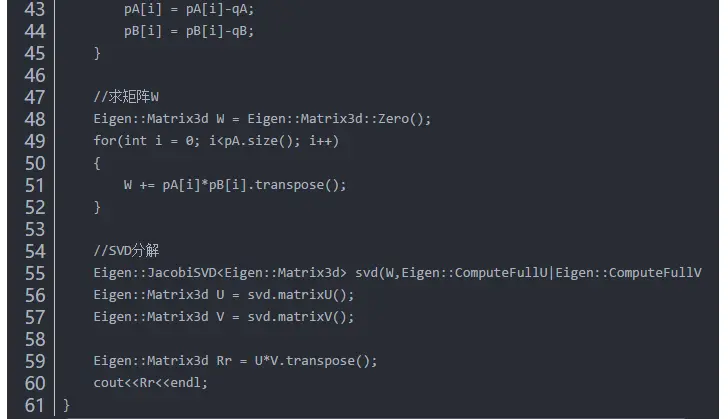 43 pA[i] = pA[i]-qA;
44 pB[i] = pB[i]-qB;
45 }
46
47 //求矩阵W
48 Eigen::Matrix3d W = Eigen::Matrix3d::Zero();
49 for(int i = 0; i<pA.size(); i++)
50 {
51 W += pA[i]*pB[i].transpose();
52 }
53
54 //SVD分解
55 Eigen::JacobiSVD<Eigen::Matrix3d> svd(W,Eigen::ComputeFullU|Eigen::ComputeFullV
56 Eigen::Matrix3d U = svd.matrixU();
57 Eigen::Matrix3d V = svd.matrixV();
58
59 Eigen::Matrix3d Rr = U*V.transpose();
60 cout<<Rr<<endl;
61 }